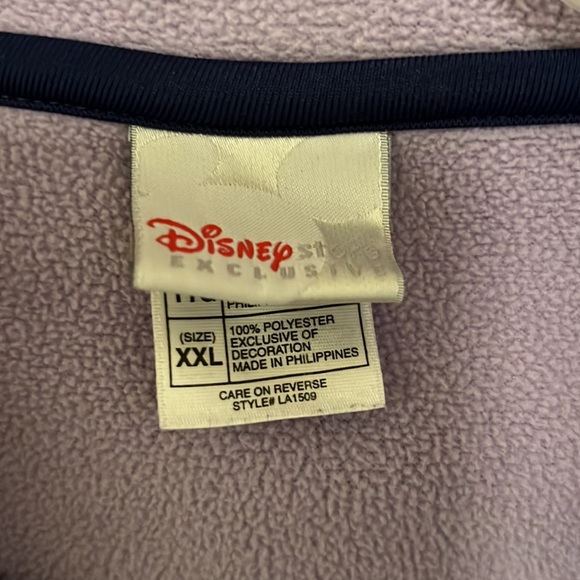 Disney store
EXCLUSIVE
(SIZE)
XXL
100% POLYESTER
EXCLUSIVE OF
DECORATION
MADE IN PHILIPPINES
CARE ON REVERSE
STYLE# LA1509